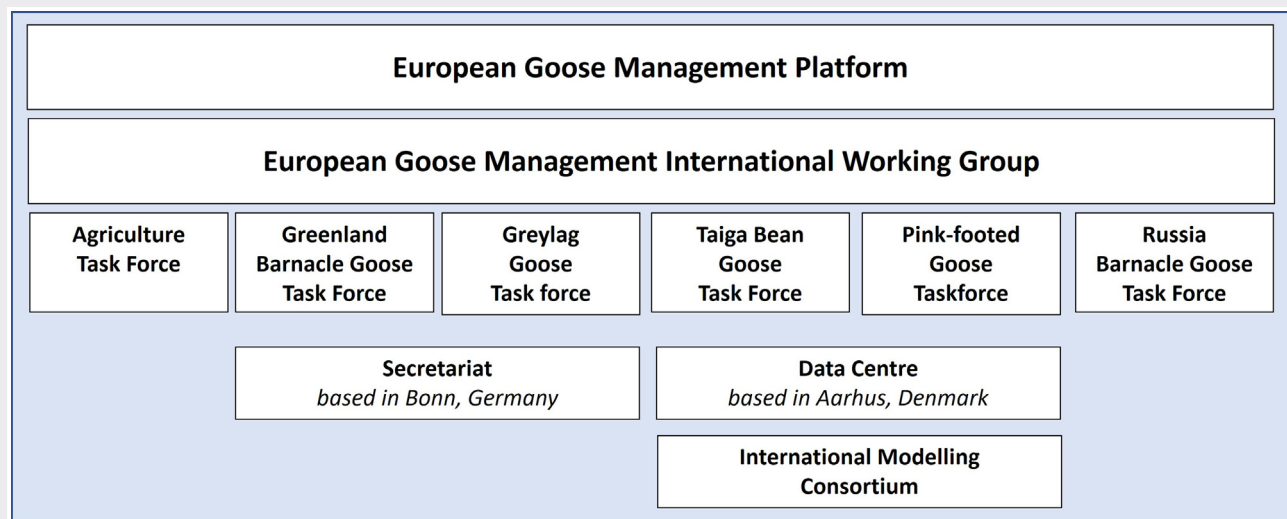 European Goose Management Platform
European Goose Management International Working Group
Agriculture
Task Force
Greenland
Barnacle Goose
Task Force
Greylag
Goose
Task force
Taiga Bean
Goose
Task Force
Pink-footed
Goose
Taskforce
Russia
Barnacle Goose
Task Force
Secretariat
based in Bonn, Germany
Data Centre
based in Aarhus, Denmark
International Modelling
Consortium